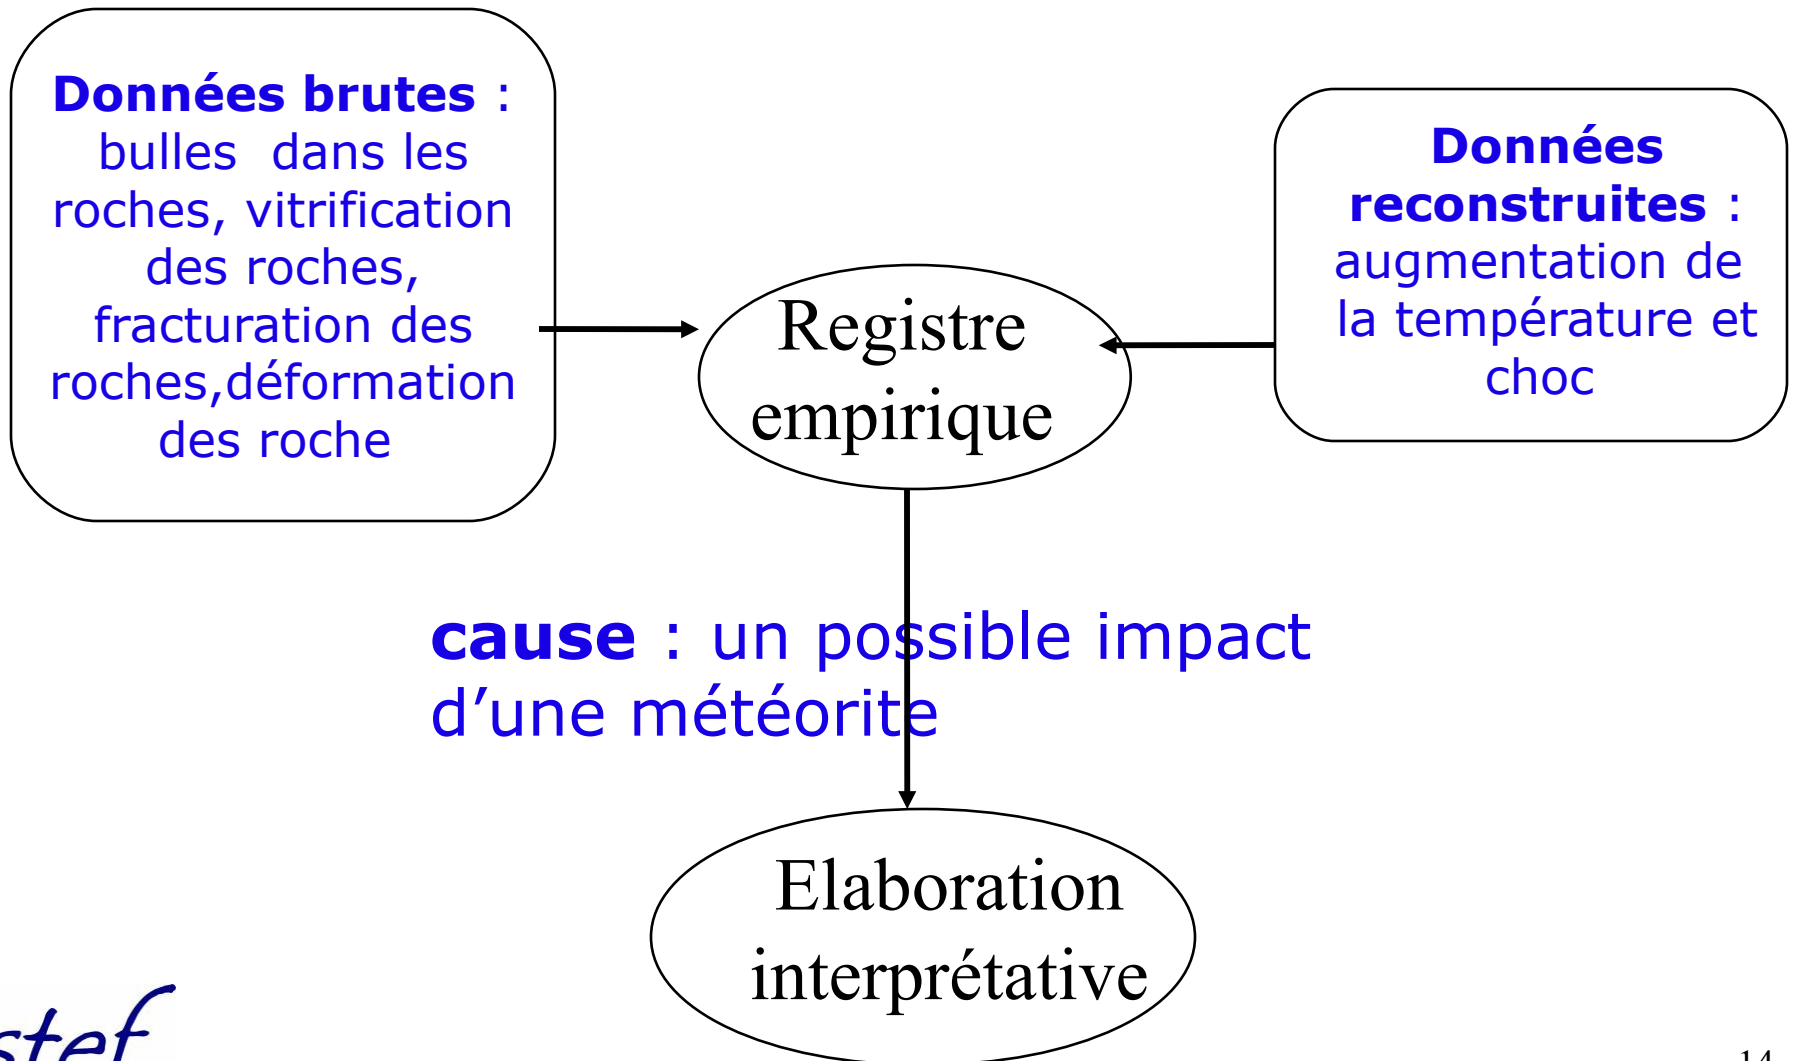 Données brutes :
bulles dans les
roches, vitrification
des roches,
fracturation des
roches,déformation
des roche
Données
reconstruites :
augmentation de
la température et
choc
Registre
empirique
cause : un possible impact
d’une météorite
Elaboration
interprétative
stef
14